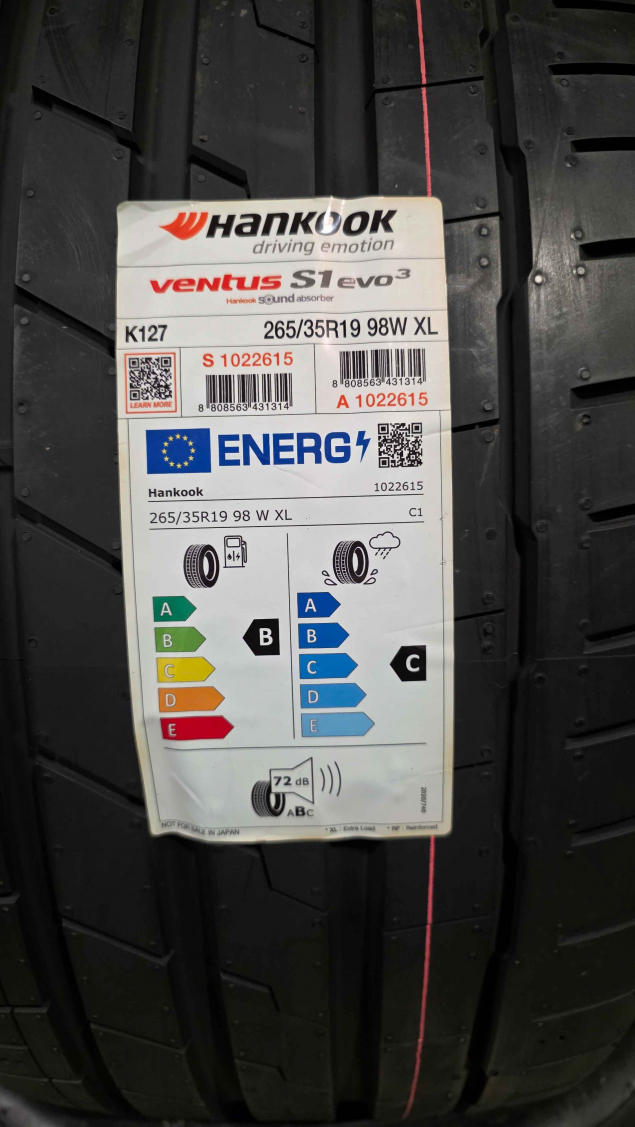 HANKOOK
driving emotion
ventus S1 evo3
Hankook sound absorber
K127 265/35R19 98W XL
LEARN MORE
S 1022615
8 808563 431314
8 808563 431314
A 1022615
ENERG
Hankook 1022615
265/35R19 98 W XL C1
A A
B B B
C C C
D D
E E
72 dB
ABC
2020/740
NOT FOR SALE IN JAPAN * XL : Extra Load * RF : Reinforced